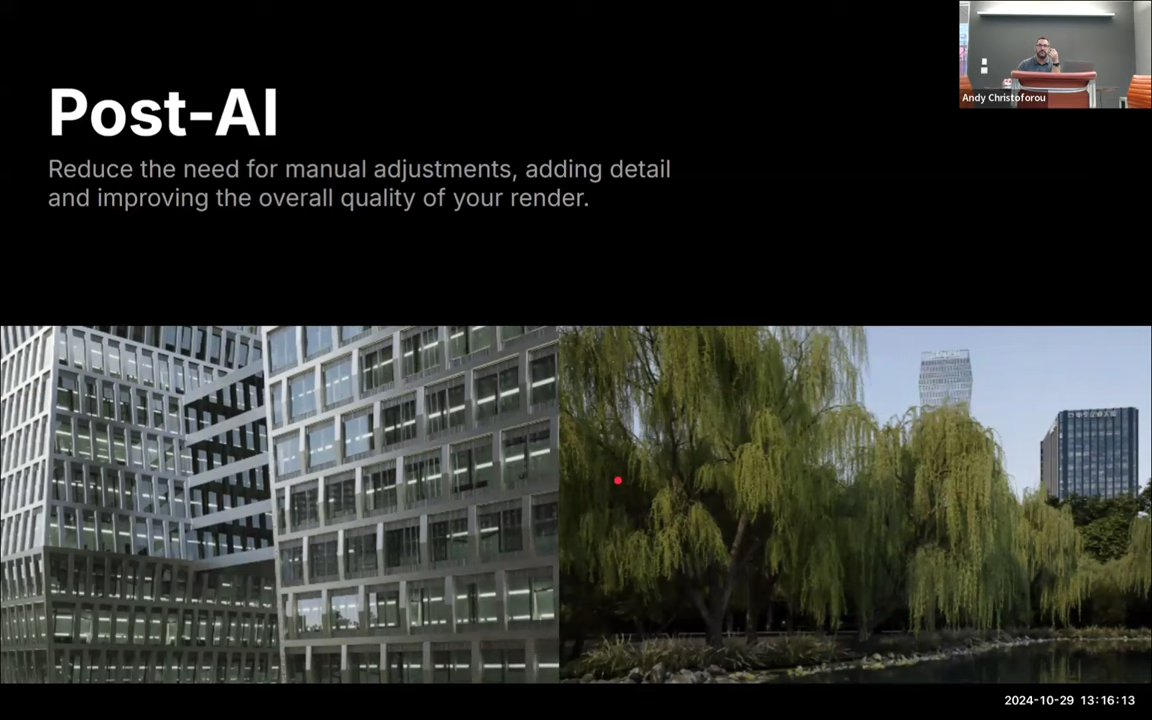 Post-AI
Reduce the need for manual adjustments, adding detail
and improving the overall quality of your render.
Andy Christoforou
2024-10-29 13:16:13